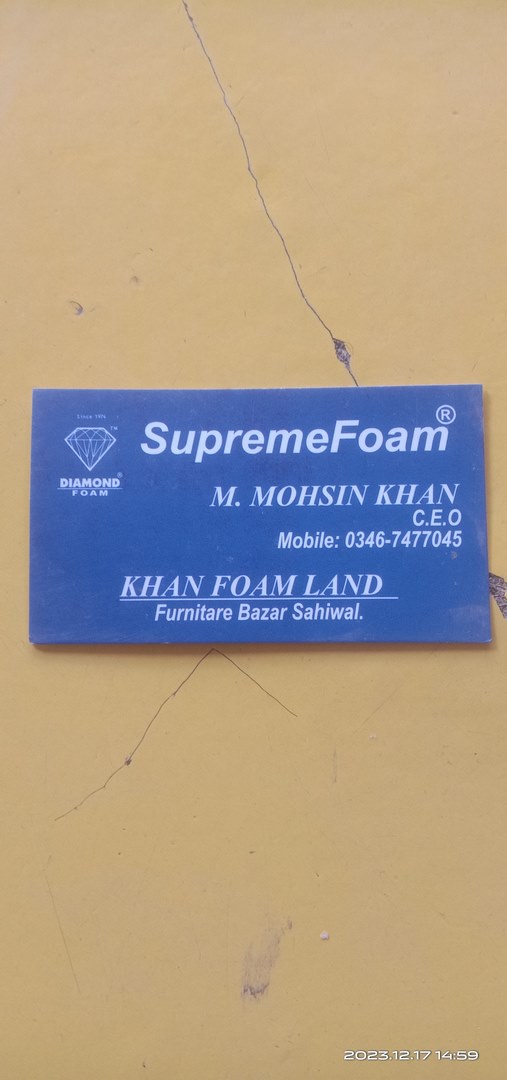 Since 1976
TM
DIAMOND®
FOAM
SupremeFoam®
M. MOHSIN KHAN
C.E.O
Mobile: 0346-7477045
KHAN FOAM LAND
Furnitare Bazar Sahiwal.
2023.12.17 14:59